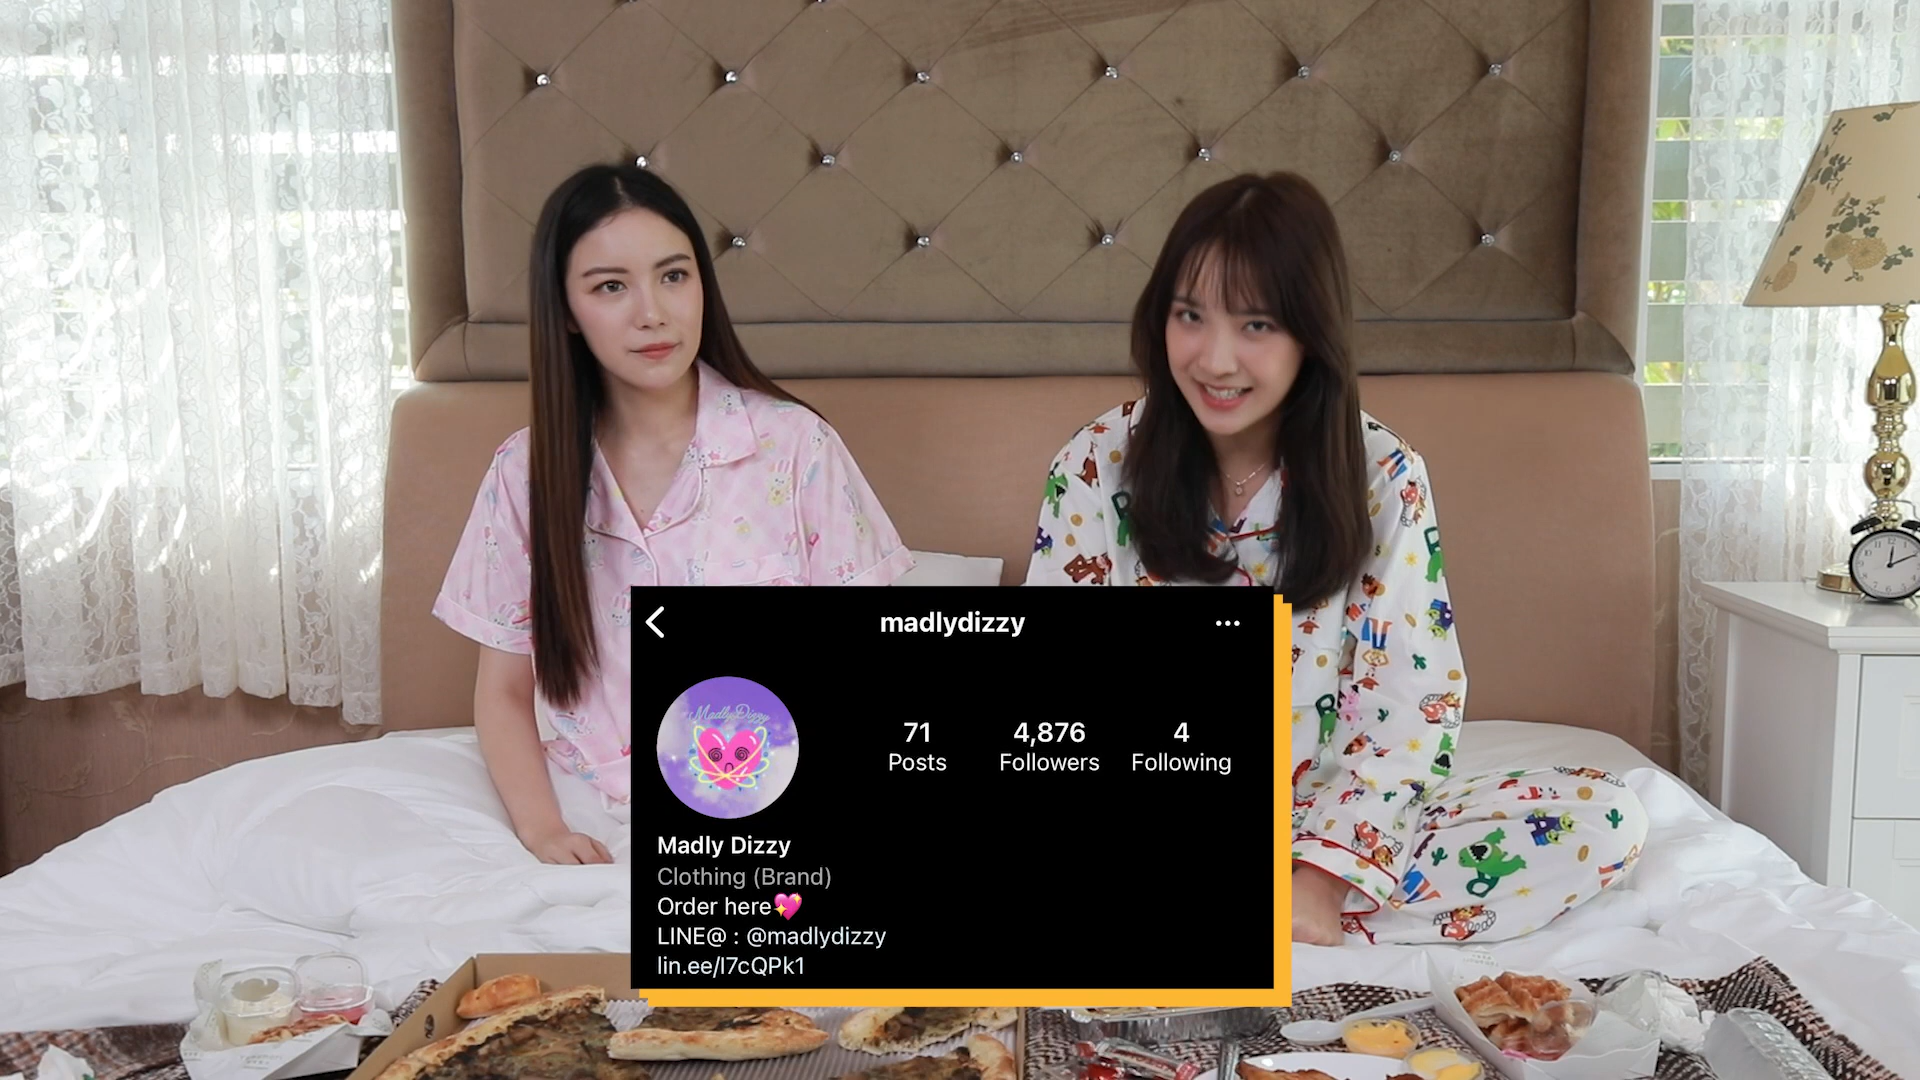 madlydizzy
MadlyDizzy
71
Posts
4,876
Followers
4
Following
Madly Dizzy
Clothing (Brand)
Order here💖
LINE@ : @madlydizzy
lin.ee/l7cQPk1